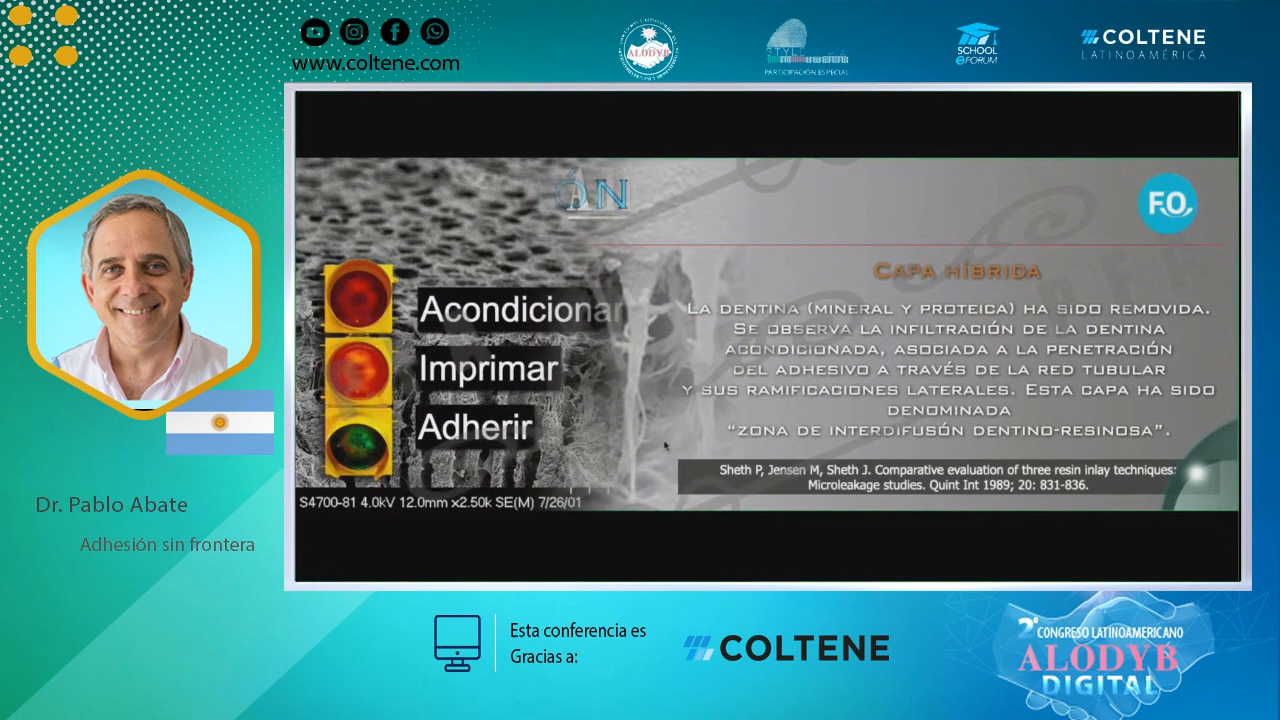 www.coltene.com
ALODYB
PARTICIPACIÓN ESPECIAL
SCHOOL
eFORUM
COLTENE
LATINOAMÉRICA
ÓN
F.O.
Acondicionar
Imprimar
Adherir
S4700-81 4.0kV 12.0mm x2.50k SE(M) 7/26/01
CAPA HÍBRIDA
LA DENTINA (MINERAL Y PROTEICA) HA SIDO REMOVIDA.
SE OBSERVA LA INFILTRACIÓN DE LA DENTINA
ACONDICIONADA, ASOCIADA A LA PENETRACIÓN
DEL ADHESIVO A TRAVÉS DE LA RED TUBULAR
Y SUS RAMIFICACIONES LATERALES. ESTA CAPA HA SIDO
DENOMINADA
“ZONA DE INTERDIFUSÓN DENTINO-RESINOSA”.
Sheth P, Jensen M, Sheth J. Comparative evaluation of three resin inlay techniques:
Microleakage studies. Quint Int 1989; 20: 831-836.
Dr. Pablo Abate
Adhesión sin frontera
Esta conferencia es
Gracias a:
COLTENE
2° CONGRESO LATINOAMERICANO
ALODYB
DIGITAL